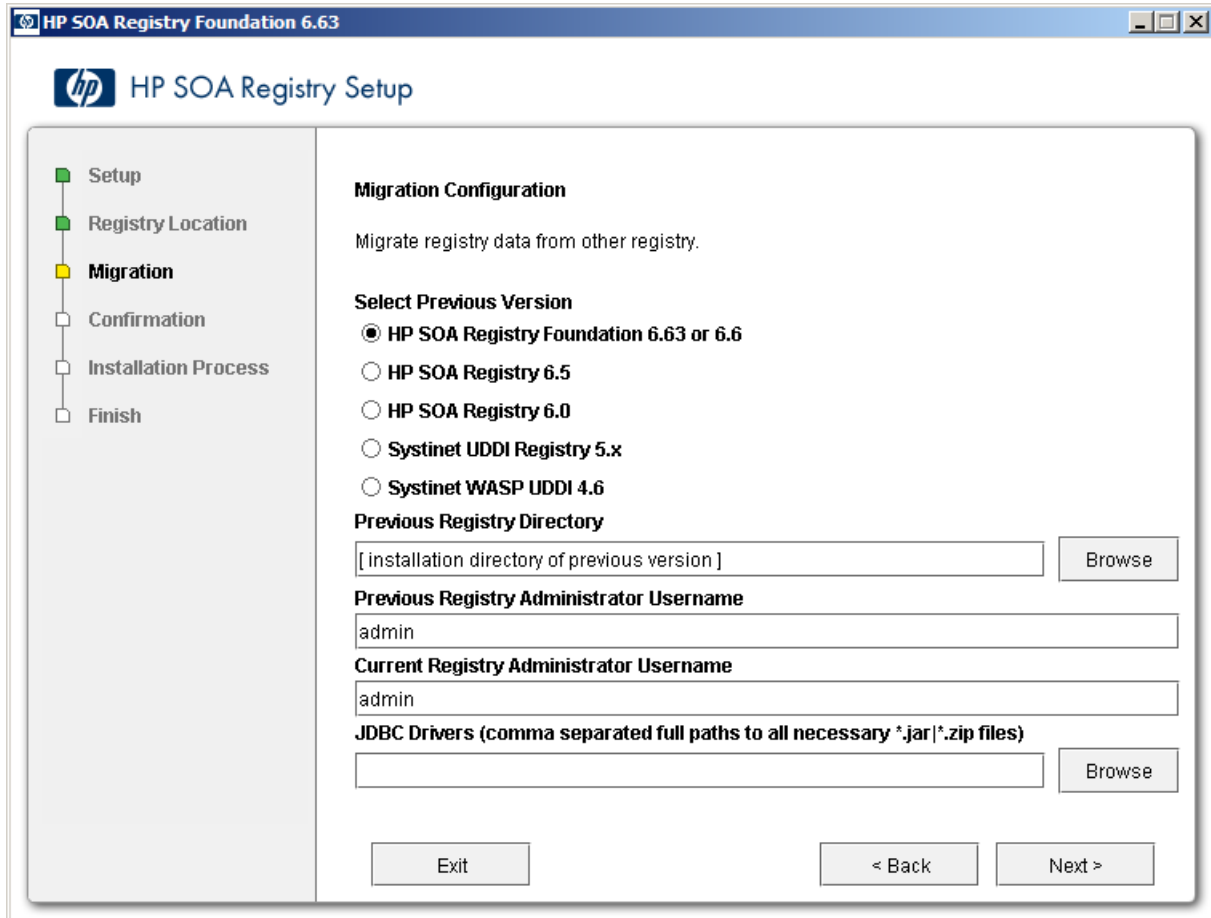 HP SOA Registry Foundation 6.63
hp HP SOA Registry Setup
Setup
Registry Location
Migration
Confirmation
Installation Process
Finish
Migration Configuration
Migrate registry data from other registry.
Select Previous Version
HP SOA Registry Foundation 6.63 or 6.6
HP SOA Registry 6.5
HP SOA Registry 6.0
Systinet UDDI Registry 5.x
Systinet WASP UDDI 4.6
Previous Registry Directory
[ installation directory of previous version ]
Browse
Previous Registry Administrator Username
admin
Current Registry Administrator Username
admin
JDBC Drivers (comma separated full paths to all necessary *.jar|*.zip files)
Browse
Exit
< Back
Next >